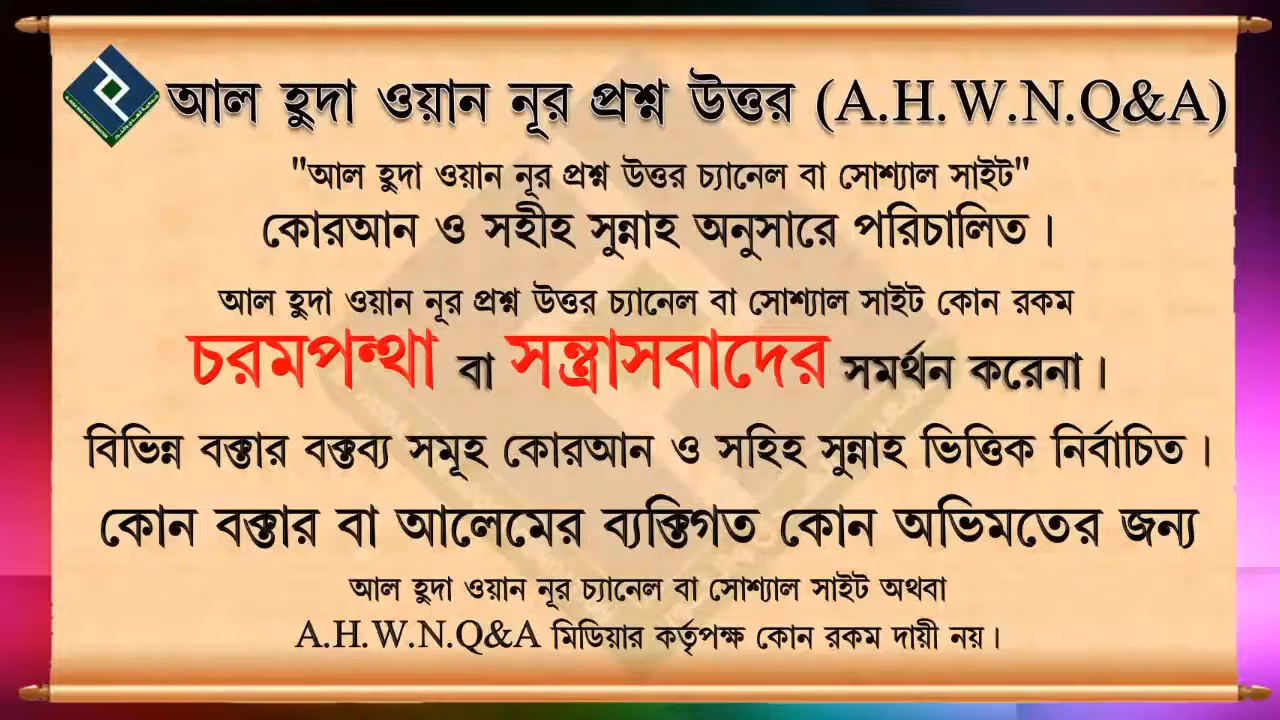 আল হুদা ওয়ান নূর প্রশ্ন উত্তর (A.H.W.N.Q&A)
"আল হুদা ওয়ান নূর প্রশ্ন উত্তর চ্যানেল বা সোশ্যাল সাইট"
কোরআন ও সহীহ সুন্নাহ অনুসারে পরিচালিত।
আল হুদা ওয়ান নূর প্রশ্ন উত্তর চ্যানেল বা সোশ্যাল সাইট কোন রকম
চরমপন্থা বা সন্ত্রাসবাদের সমর্থন করেনা।
বিভিন্ন বক্তার বক্তব্য সমূহ কোরআন ও সহিহ সুন্নাহ ভিত্তিক নির্বাচিত।
কোন বক্তার বা আলেমের ব্যক্তিগত কোন অভিমতের জন্য
আল হুদা ওয়ান নূর চ্যানেল বা সোশ্যাল সাইট অথবা
A.H.W.N.Q&A মিডিয়ার কর্তৃপক্ষ কোন রকম দায়ী নয়।